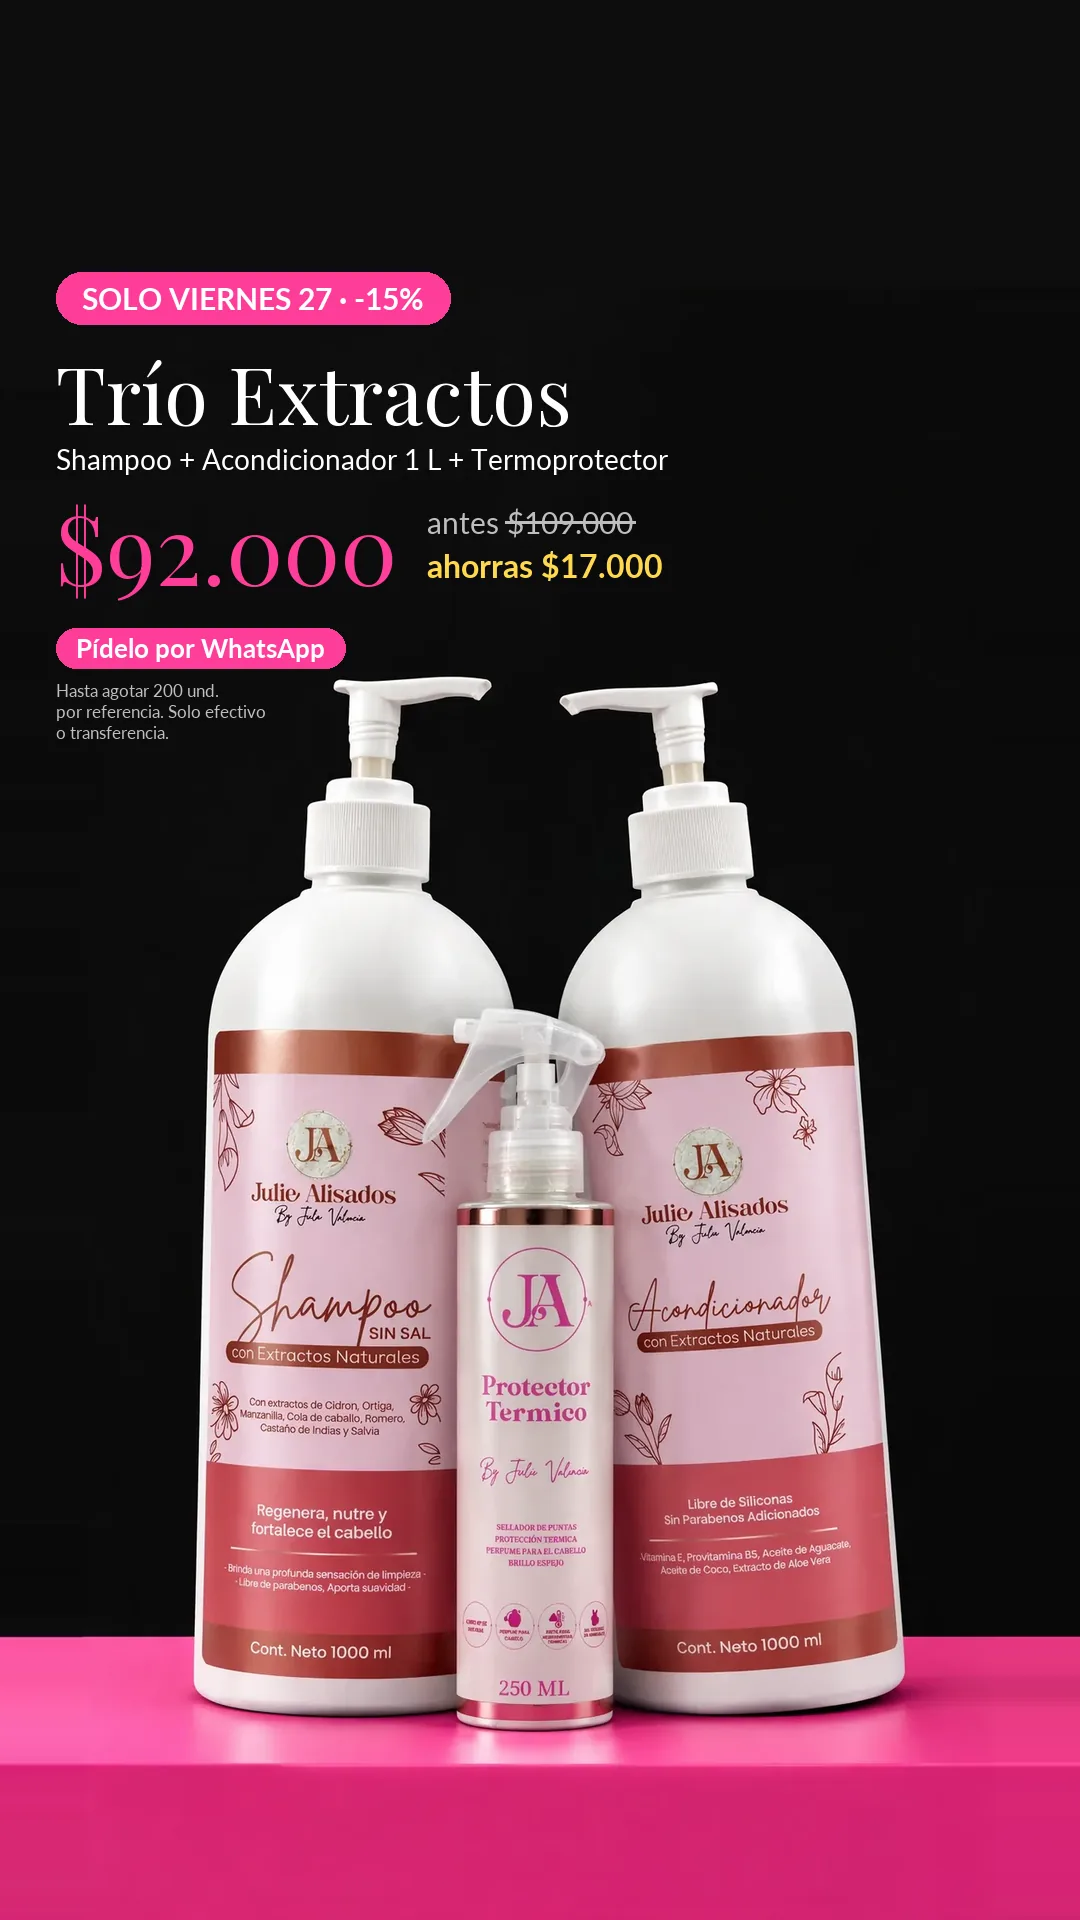 SOLO VIERNES 27 · -15%
Trío Extractos
Shampoo + Acondicionador 1 L + Termoprotector
$92.000
antes $109.000
ahorras $17.000
Pídelo por WhatsApp
Hasta agotar 200 und.
por referencia. Solo efectivo
o transferencia.
JA
Julie Alisados
Shampoo
SIN SAL
con Extractos Naturales
Con extractos de Cidron, Ortiga,
Manzanilla, Cola de caballo, Romero,
Castaño de Indias y Salvia
Regenera, nutre y
fortalece el cabello
· Brinda una profunda sensación de limpieza ·
· Libre de parabenos, Aporta suavidad ·
Cont. Neto 1000 ml
JA
Protector
Termico
By Julie Valencia
SELLADOR DE PUNTAS
PROTECCIÓN TERMICA
PERFUME PARA EL CABELLO
BRILLO ESPEJO
250 ML
JA
Julie Alisados
By Julie Valencia
Acondicionador
con Extractos Naturales
Libre de Siliconas
Sin Parabenos Adicionados
Vitamina E, Provitamina B5, Aceite de Aguacate,
Aceite de Coco, Extracto de Aloe Vera
Cont. Neto 1000 ml